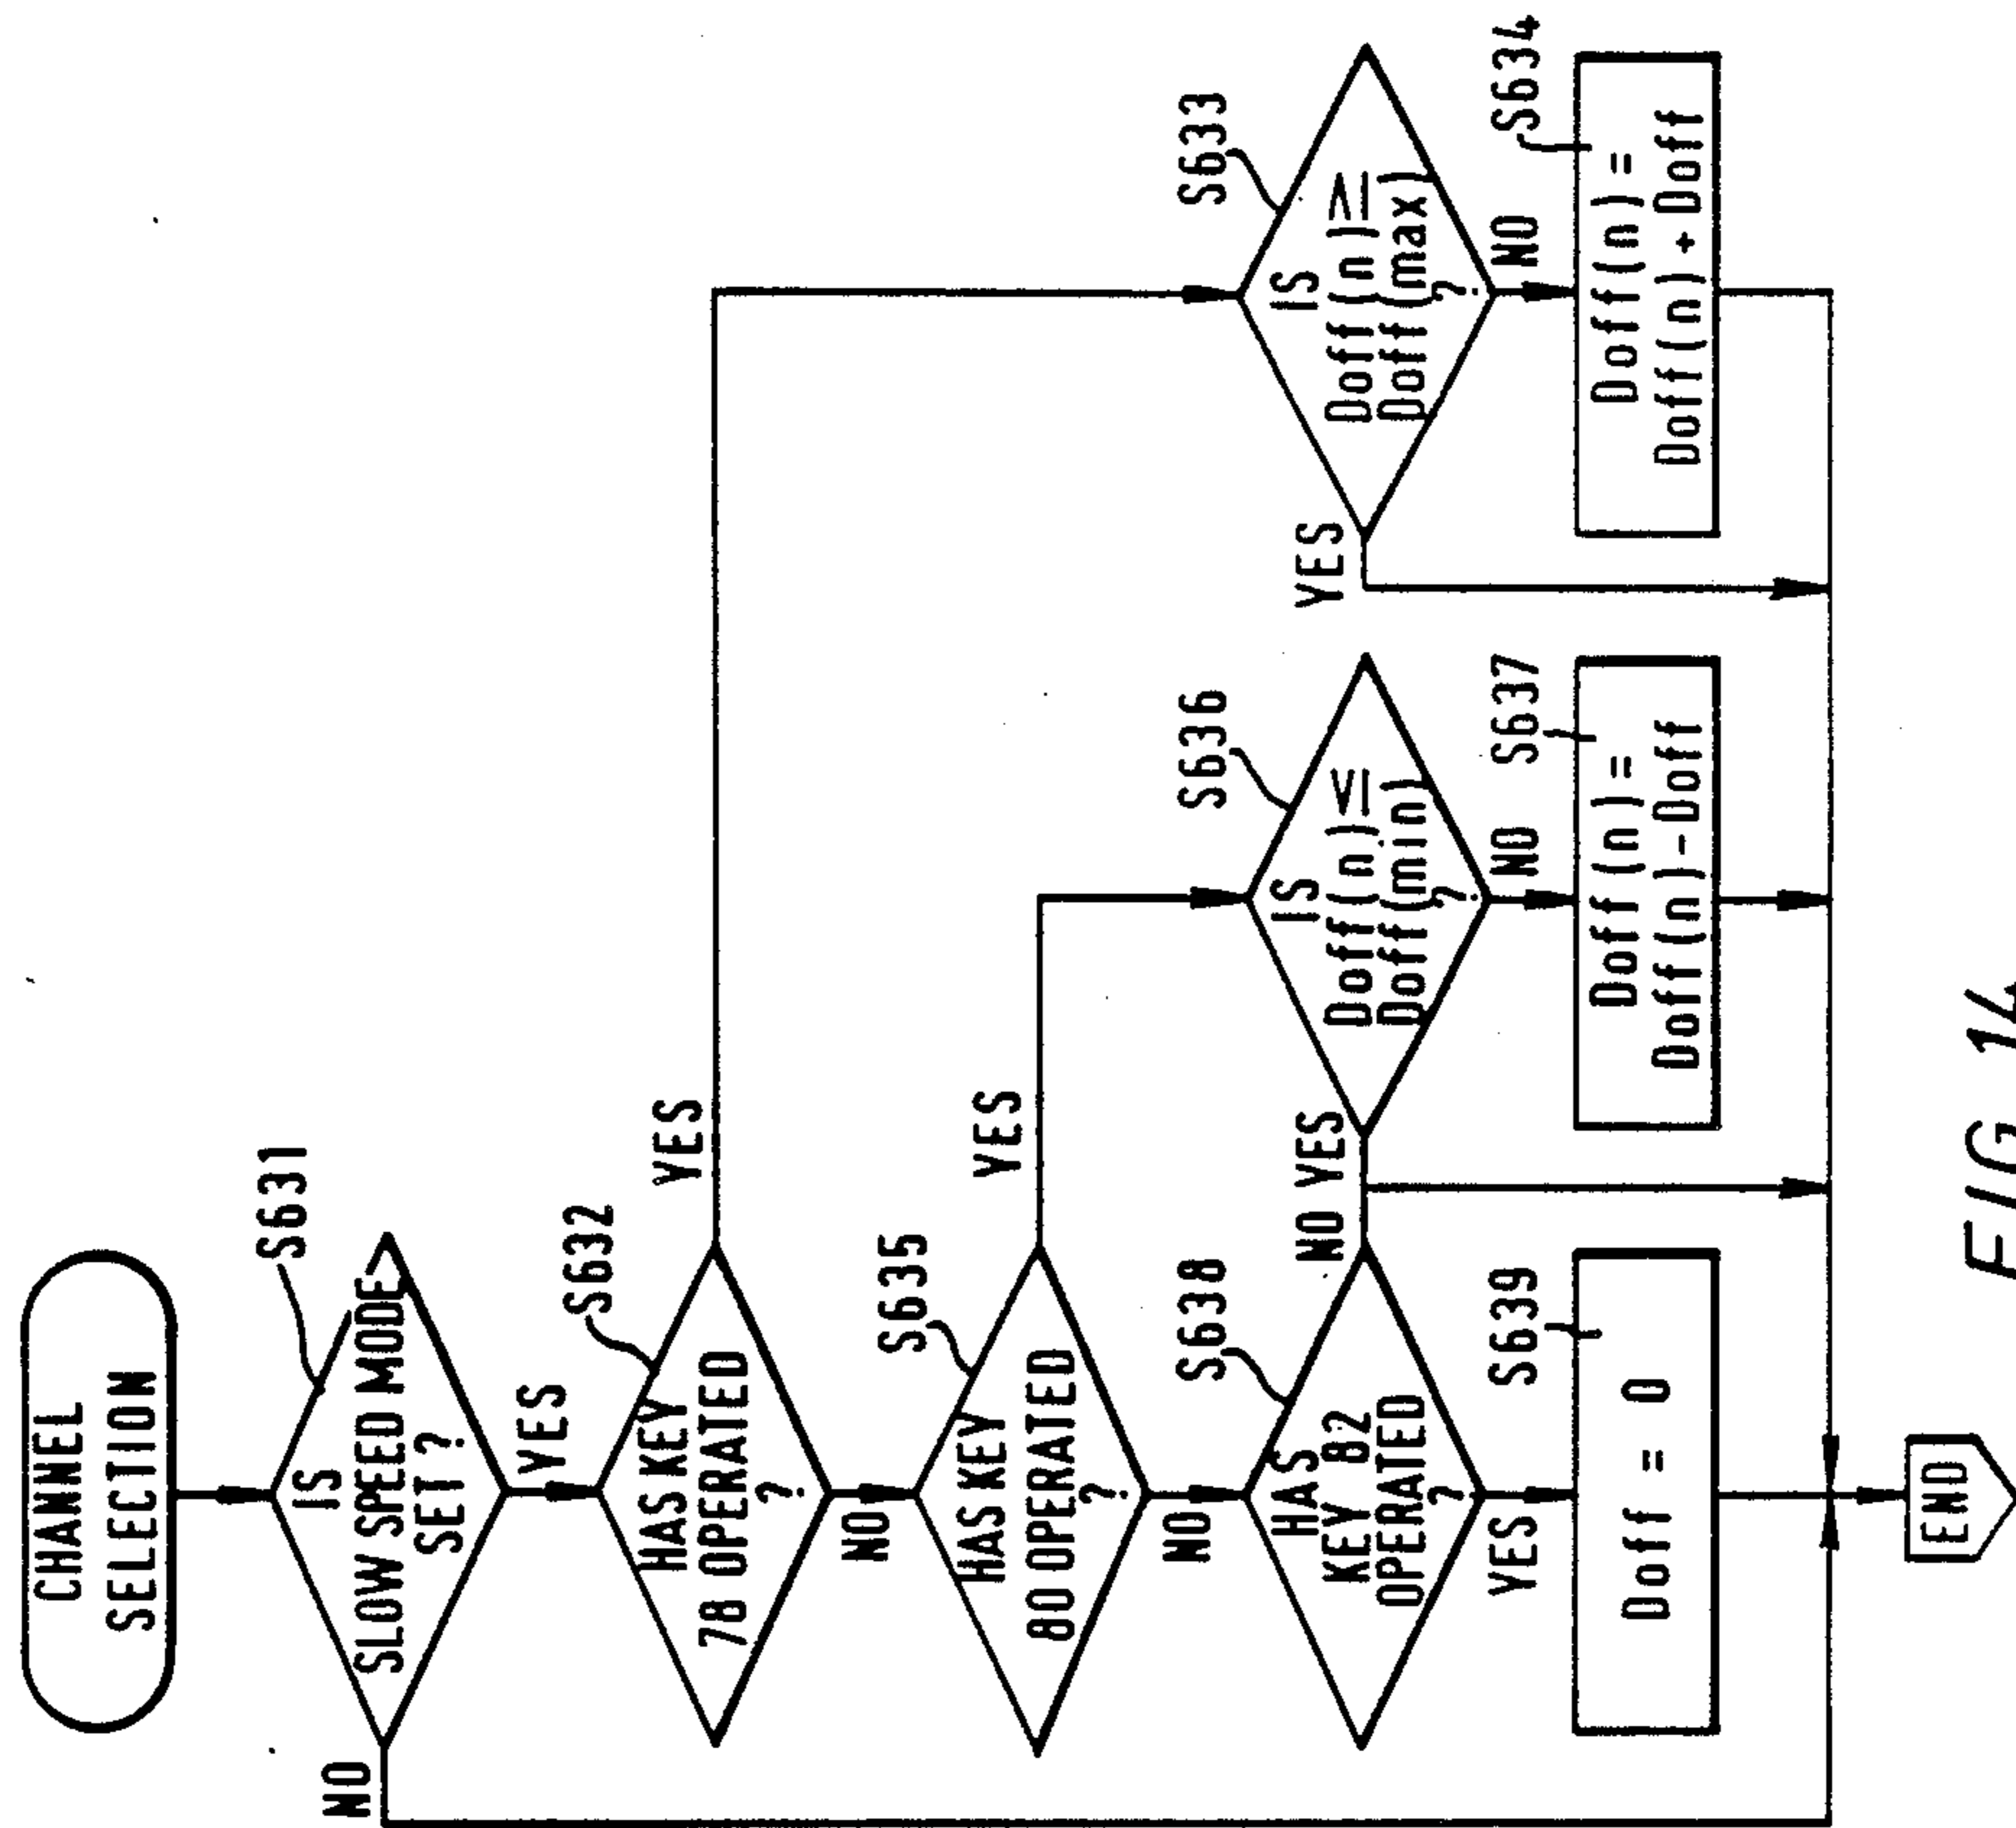 CHANNEL
SELECTION
S631
IS
SLOW SPEED MODE
SET ?
NO
YES
S632
HAS KEY
78 OPERATED
?
YES
NO
S633
IS
Doff(n) ≥
Doff(max)
?
YES
NO
S634
Doff(n) =
Doff(n) + Doff
S635
HAS KEY
80 OPERATED
?
YES
NO
S636
IS
Doff(n) ≤
Doff(min)
?
YES
NO
S637
Doff(n) =
Doff(n) - Doff
S638
HAS
KEY 82
OPERATED
?
NO
YES
S639
Doff = 0
END
FIG. 14